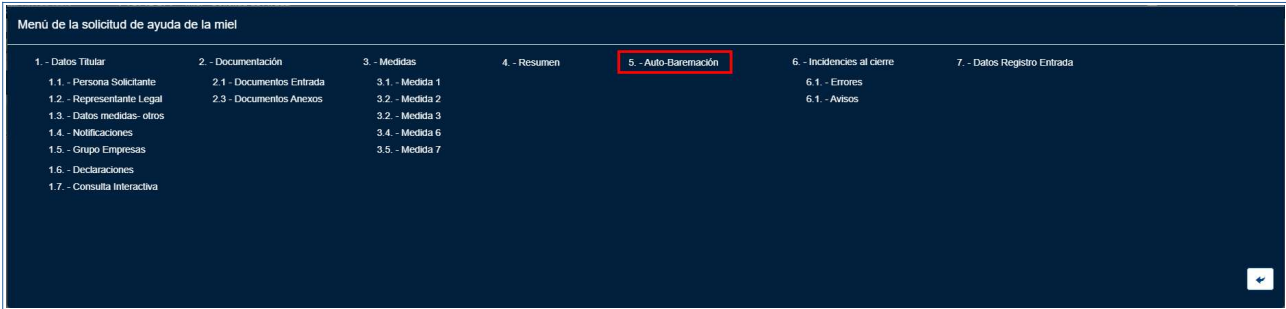 Menú de la solicitud de ayuda de la miel
1. - Datos Titular
1.1. - Persona Solicitante
1.2. - Representante Legal
1.3. - Datos medidas- otros
1.4. - Notificaciones
1.5. - Grupo Empresas
1.6. - Declaraciones
1.7. - Consulta Interactiva
2. - Documentación
2.1 - Documentos Entrada
2.3 - Documentos Anexos
3. - Medidas
3.1. - Medida 1
3.2. - Medida 2
3.2. - Medida 3
3.4. - Medida 6
3.5. - Medida 7
4. - Resumen
5. - Auto-Baremación
6. - Incidencies al cierre
6.1. - Errores
6.1. - Avisos
7. - Datos Registro Entrada